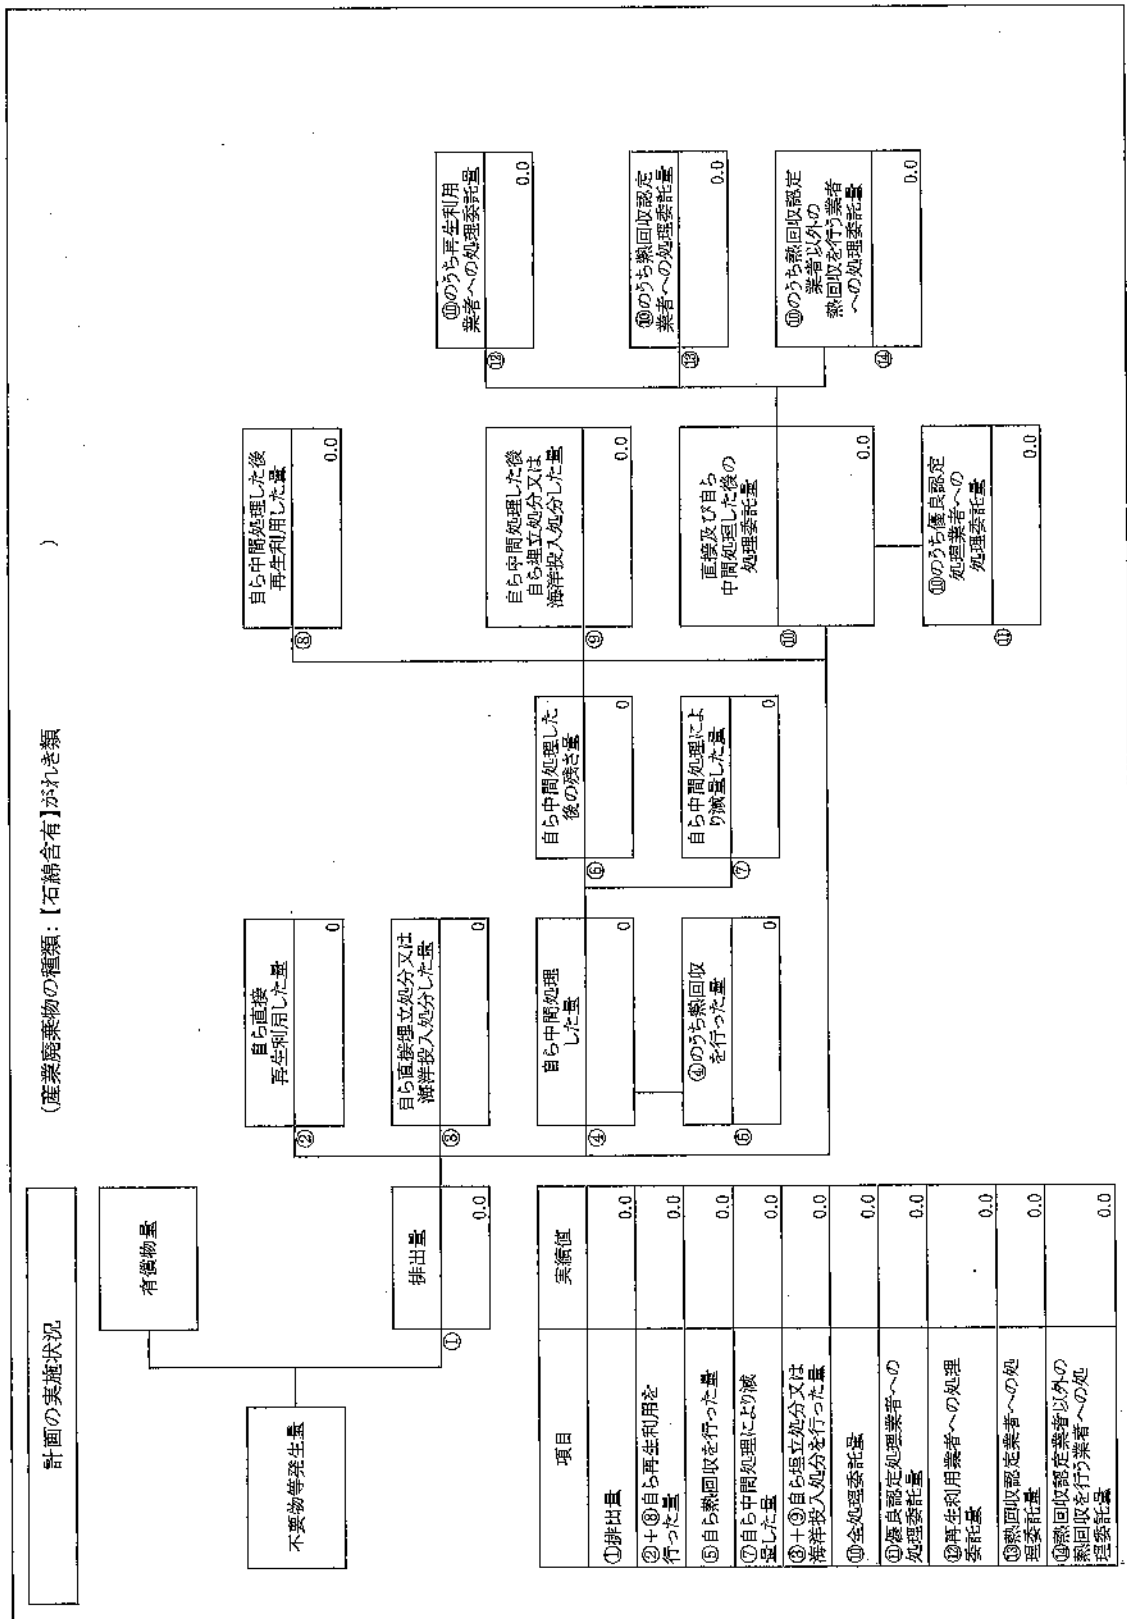 計画の実施状況
(産業廃棄物の種類:【石綿含有】がれき類
)
不要物等発生量
有償物量
①
排出量
0.0
②
自ら直接
再生利用した量
0
③
自ら直接埋立処分又は
海洋投入処分した量
0
④
自ら中間処理
した量
0
⑤
④のうち熱回収
を行った量
0
⑥
自ら中間処理した
後の残さ量
0
⑦
自ら中間処理によ
り減量した量
0
⑧
自ら中間処理した後
再生利用した量
0.0
⑨
自ら中間処理した後
自ら埋立処分又は
海洋投入処分した量
0.0
⑩
直接及び自ら
中間処理した後の
処理委託量
0.0
⑪
⑩のうち優良認定
処理業者への
処理委託量
0.0
⑫
⑩のうち再生利用
業者への処理委託量
0.0
⑬
⑩のうち熱回収認定
業者への処理委託量
0.0
⑭
⑩のうち熱回収認定
業者以外の
熱回収を行う業者
への処理委託量
0.0
項目
実績値
①排出量
0.0
②+⑧自ら再生利用を
行った量
0.0
⑤自ら熱回収を行った量
0.0
⑦自ら中間処理により減
量した量
0.0
③+⑨自ら埋立処分又は
海洋投入処分を行った量
0.0
⑩全処理委託量
0.0
⑪優良認定処理業者への
処理委託量
0.0
⑫再生利用業者への処理
委託量
0.0
⑬熱回収認定業者への処
理委託量
0.0
⑭熱回収認定業者以外の
熱回収を行う業者への処
理委託量
0.0